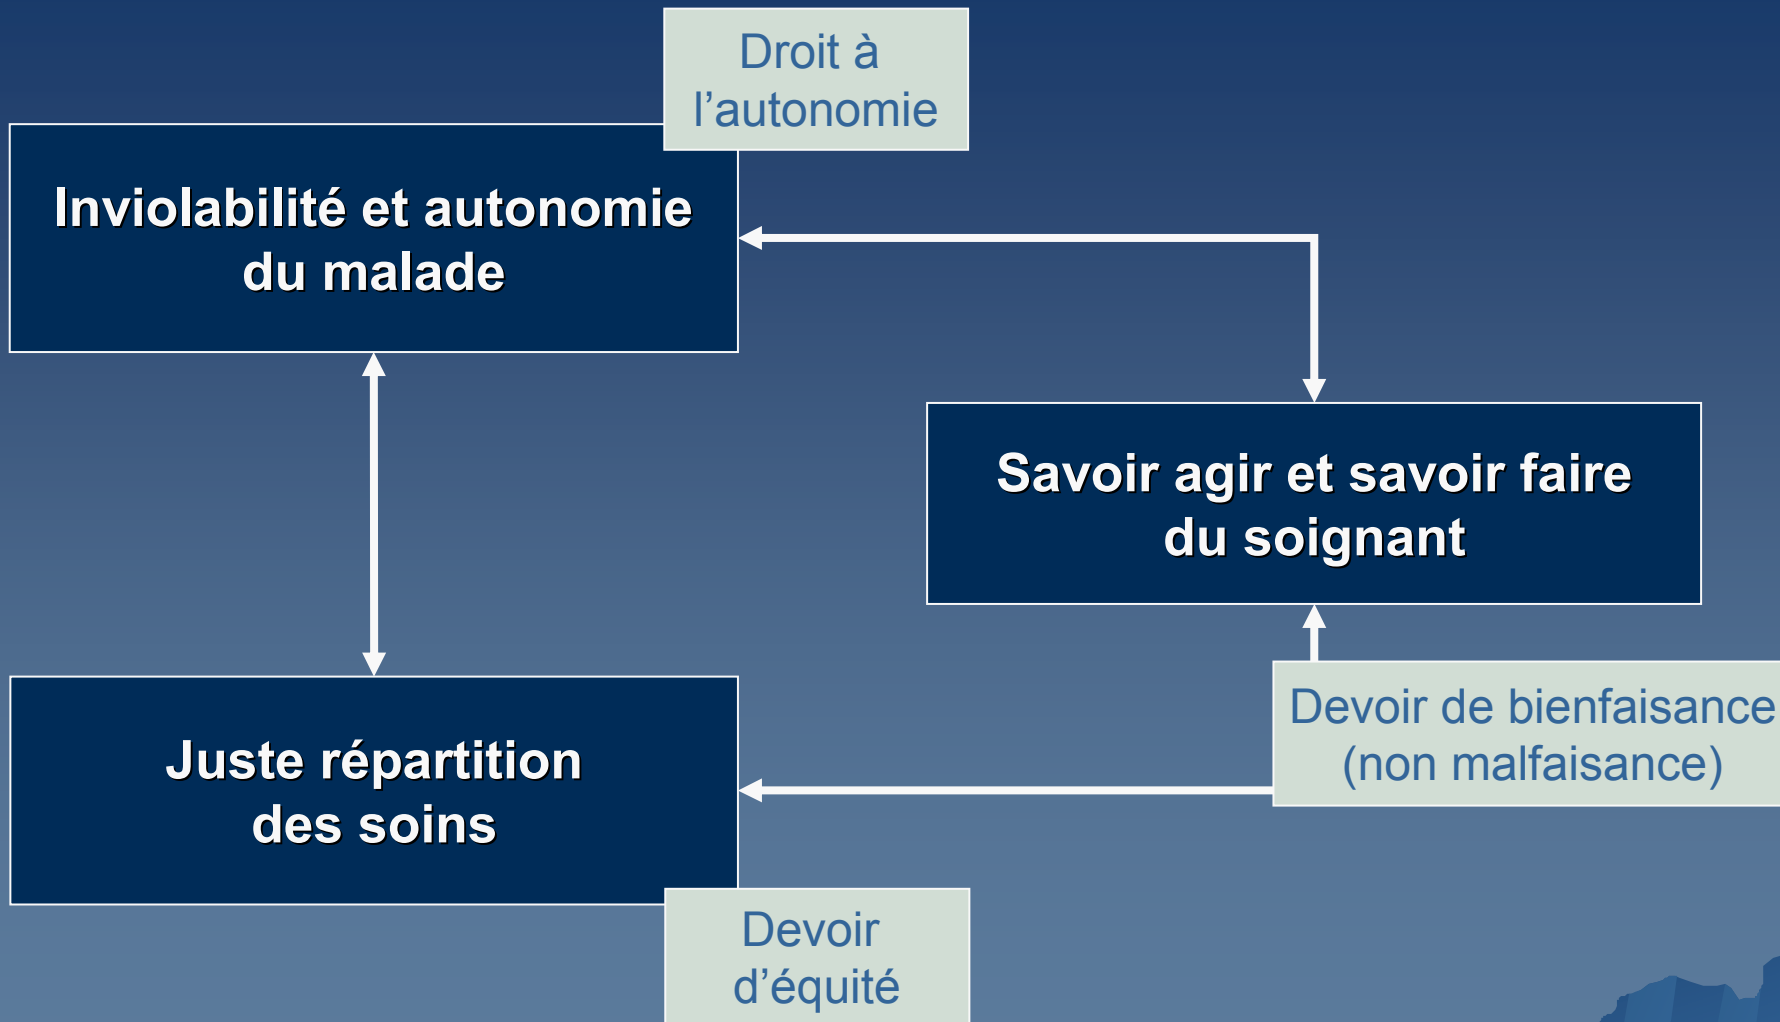 Droit à
l’autonomie
Inviolabilité et autonomie
du malade
Savoir agir et savoir faire
du soignant
Devoir de bienfaisance
(non malfaisance)
Juste répartition
des soins
Devoir
d’équité